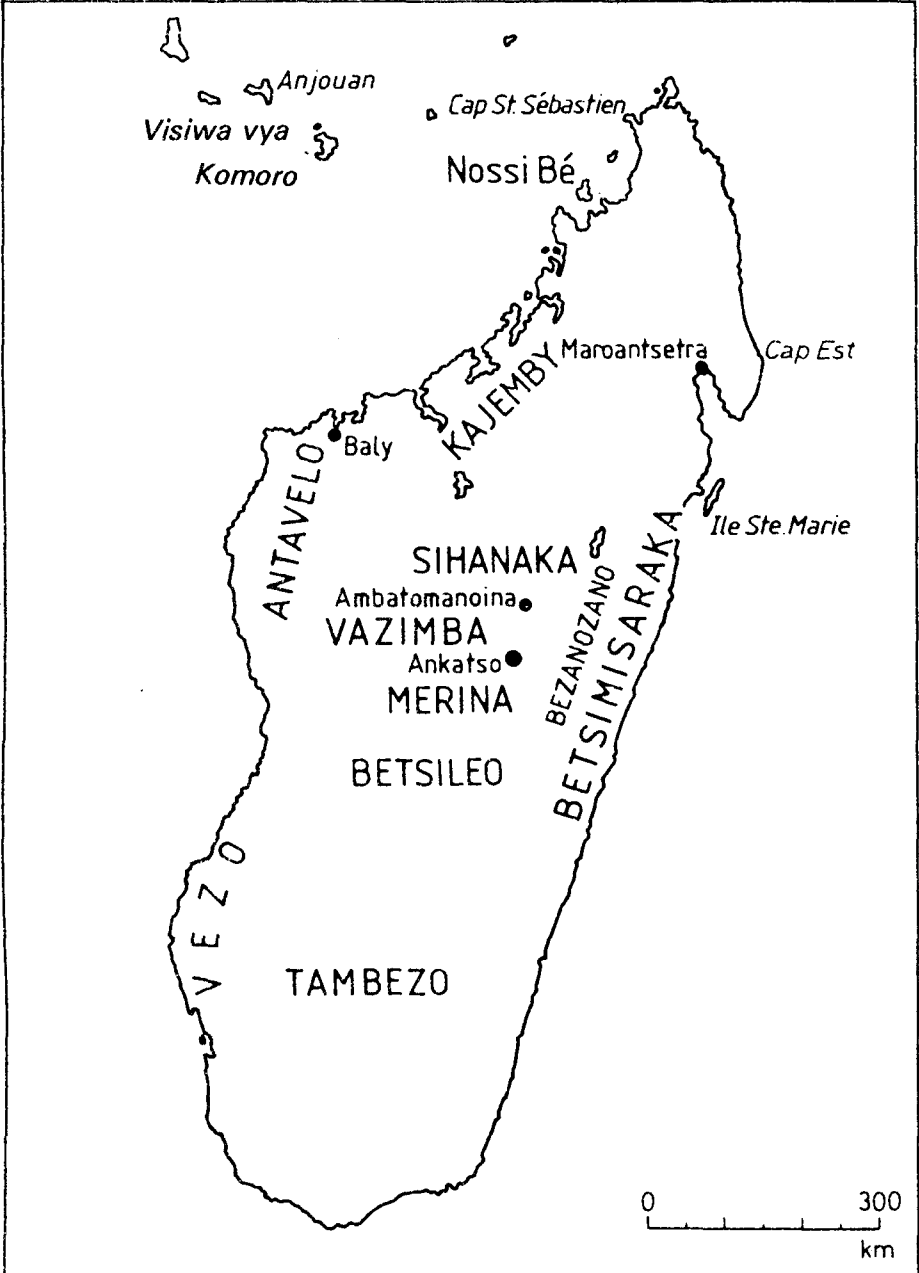 Anjouan
Cap St. Sébastien
Visiwa vya
Komoro
Nossi Bé
Maroantsetra
Cap Est
KAJEMBY
Baly
ANTAVELO
Ile Ste. Marie
SIHANAKA
Ambatomanoina
BEZANOZANO
BETSIMISARAKA
VAZIMBA
Ankatso
MERINA
BETSILEO
VEZO
TAMBEZO
0 300
km